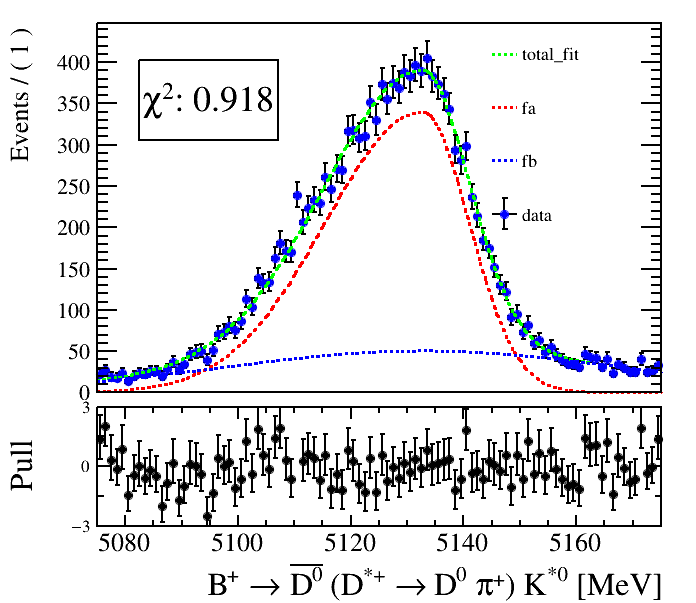 Events / ( 1 )
400
350
300
250
200
150
100
50
0
χ²: 0.918
total_fit
fa
fb
data
Pull
3
0
−3
5080 5100 5120 5140 5160
B⁺ → D̅⁰ (D*⁺ → D⁰ π⁺) K*⁰ [MeV]